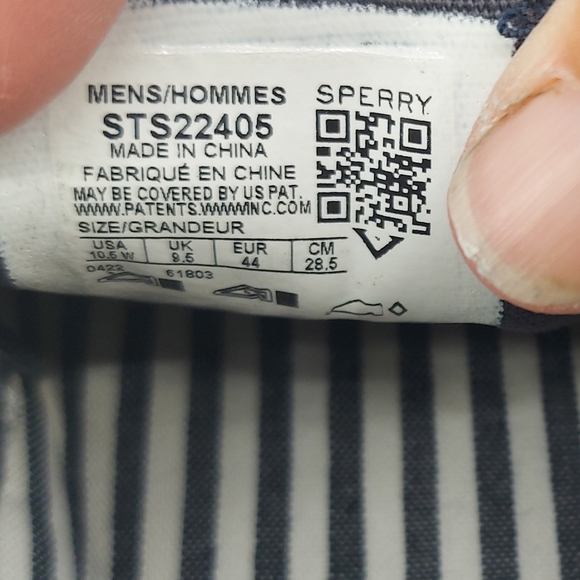 MENS/HOMMES
SPERRY
STS22405
MADE IN CHINA
FABRIQUÉ EN CHINE
MAY BE COVERED BY US PAT.
WWW.PATENTS.WWWINC.COM
SIZE/GRANDEUR
USA UK EUR CM
10.5 W 9.5 44 28.5
0422 61803